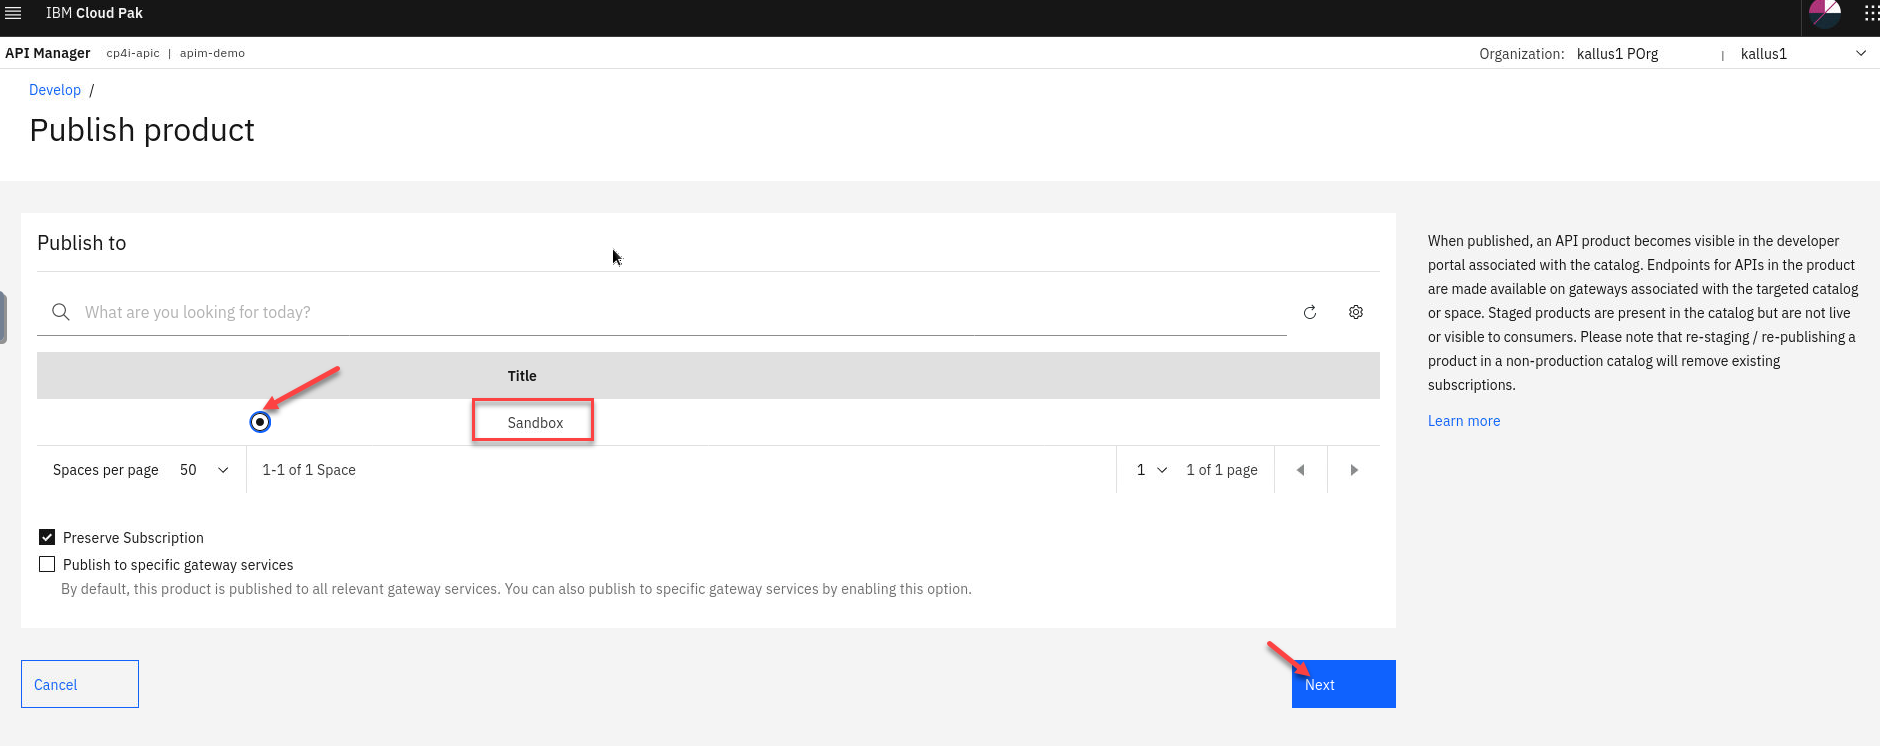 IBM Cloud Pak
API Manager cp4i-apic | apim-demo Organization: kallus1 POrg | kallus1
Develop /
Publish product
Publish to
What are you looking for today?
Title
Sandbox
Spaces per page 50 1-1 of 1 Space 1 1 of 1 page
Preserve Subscription
Publish to specific gateway services
By default, this product is published to all relevant gateway services. You can also publish to specific gateway services by enabling this option.
Cancel Next
When published, an API product becomes visible in the developer
portal associated with the catalog. Endpoints for APIs in the product
are made available on gateways associated with the targeted catalog
or space. Staged products are present in the catalog but are not live
or visible to consumers. Please note that re-staging / re-publishing a
product in a non-production catalog will remove existing
subscriptions.
Learn more